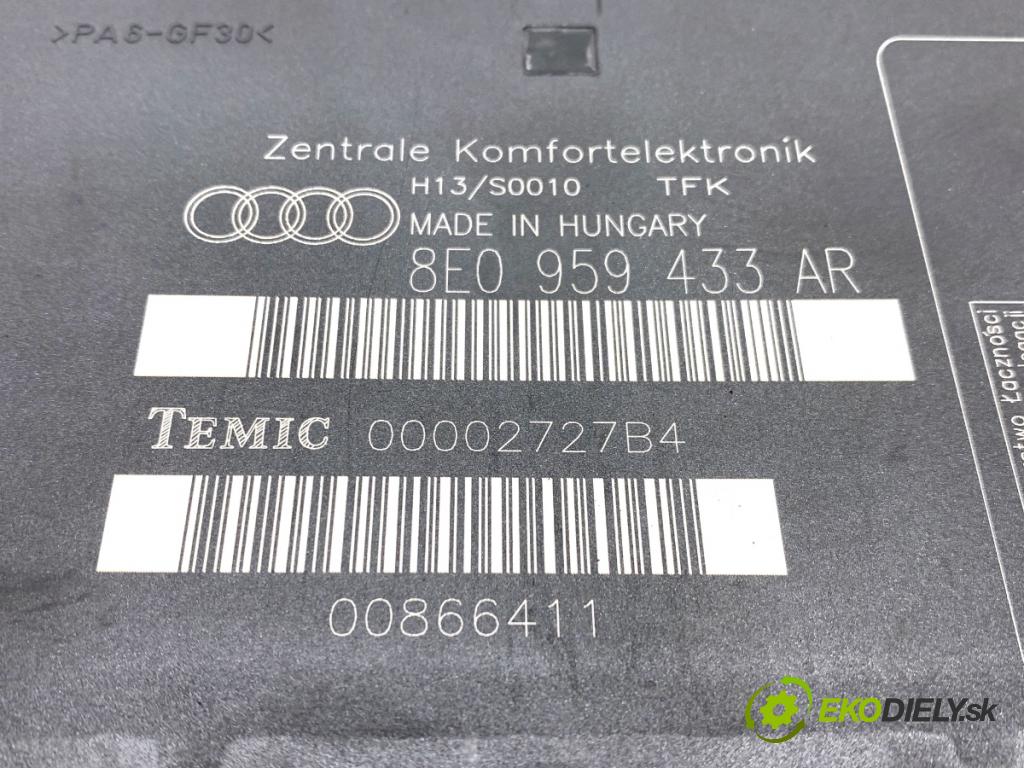 >PA6-GF30<
Zentrale Komfortelektronik
H13/S0010 TFK
MADE IN HUNGARY
8E0 959 433 AR
TEMIC 00002727B4
00866411
Łączności
EKODIELY.sk